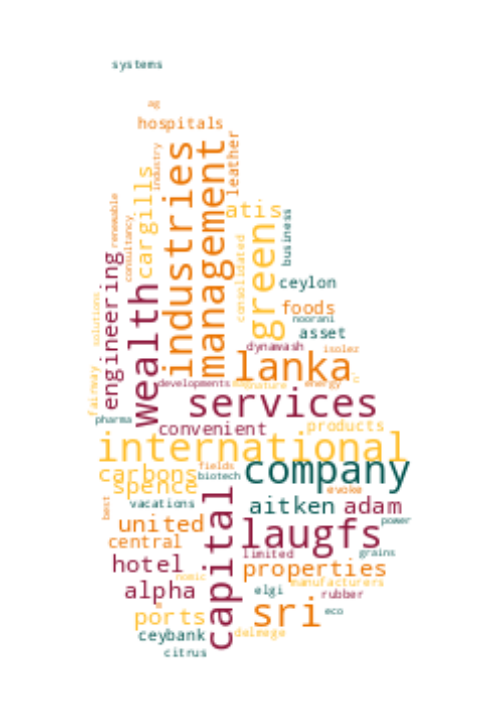 systems
ag
hospitals
industries
management
leather
industry
cargills
renewable
consultancy
atis
business
green
consolidated
engineering
wealth
ceylon
solutions
foods
noorani
asset
dynawash
isolez
lanka
fairway
developments
nature
energy
services
pharma
convenient
products
international
carbons
fields
company
biotech
spence
evoke
best
vacations
aitken
adam
capital
united
power
laugfs
central
limited
grains
hotel
properties
nomic
manufacturers
alpha
elgi
rubber
ports
sri
eco
ceybank
delmege
citrus